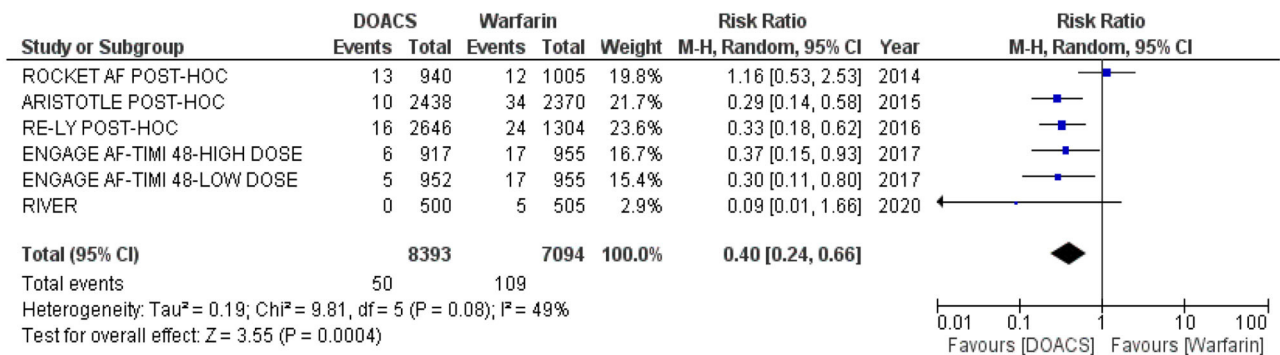 DOACS Warfarin Risk Ratio Risk Ratio
Study or Subgroup Events Total Events Total Weight M-H, Random, 95% CI Year M-H, Random, 95% CI
ROCKET AF POST-HOC 13 940 12 1005 19.8% 1.16 [0.53, 2.53] 2014
ARISTOTLE POST-HOC 10 2438 34 2370 21.7% 0.29 [0.14, 0.58] 2015
RE-LY POST-HOC 16 2646 24 1304 23.6% 0.33 [0.18, 0.62] 2016
ENGAGE AF-TIMI 48-HIGH DOSE 6 917 17 955 16.7% 0.37 [0.15, 0.93] 2017
ENGAGE AF-TIMI 48-LOW DOSE 5 952 17 955 15.4% 0.30 [0.11, 0.80] 2017
RIVER 0 500 5 505 2.9% 0.09 [0.01, 1.66] 2020
Total (95% CI) 8393 7094 100.0% 0.40 [0.24, 0.66]
Total events 50 109
Heterogeneity: Tau² = 0.19; Chi² = 9.81, df = 5 (P = 0.08); I² = 49%
Test for overall effect: Z = 3.55 (P = 0.0004)
0.01 0.1 1 10 100
Favours [DOACS] Favours [Warfarin]